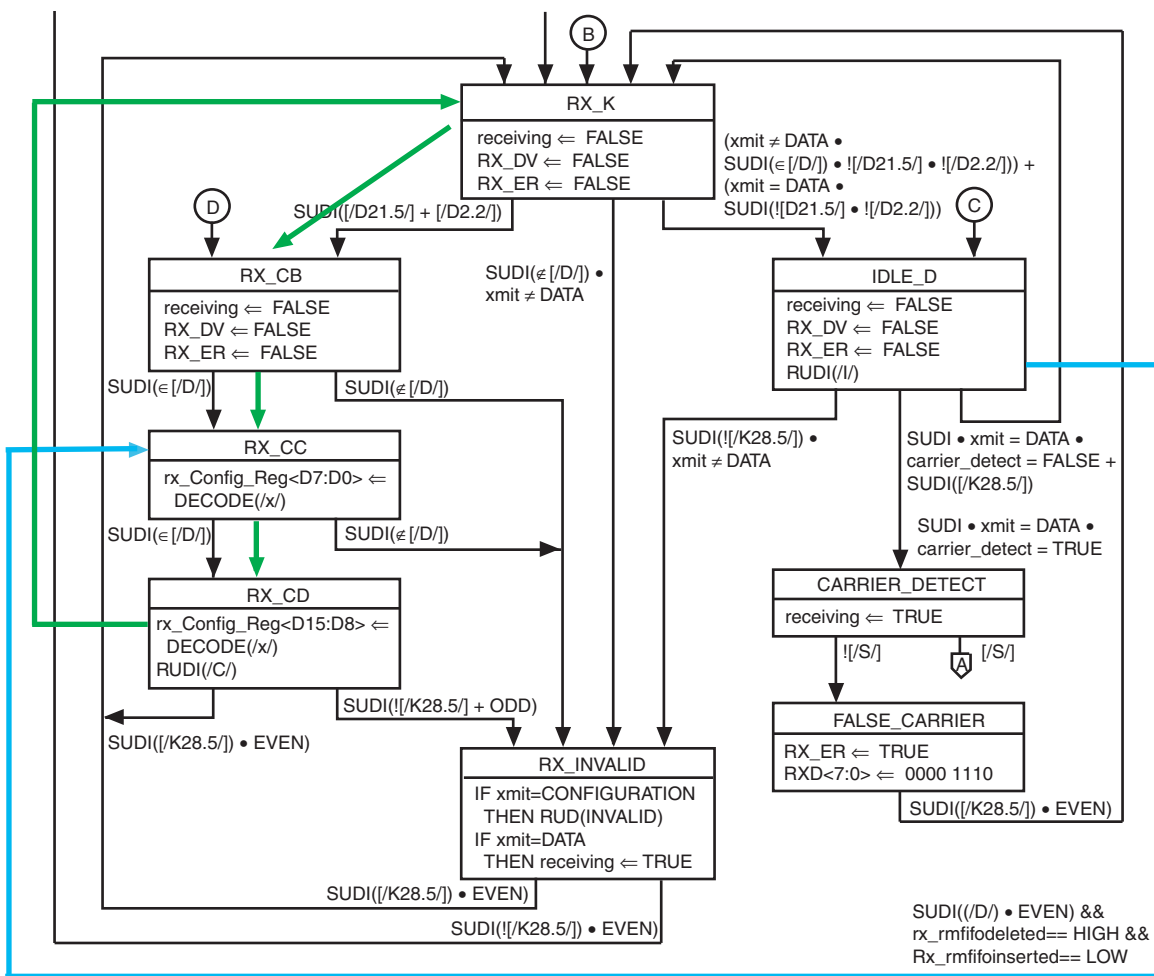 B
RX_K
receiving ⇐ FALSE
RX_DV ⇐ FALSE
RX_ER ⇐ FALSE
(xmit ≠ DATA •
SUDI(∈[/D/]) • ![/D21.5/] • ![/D2.2/])) +
(xmit = DATA •
SUDI(![D21.5/] • ![/D2.2/]))
D
SUDI([/D21.5/] + [/D2.2/])
C
SUDI(∉[/D/]) •
xmit ≠ DATA
RX_CB
receiving ⇐ FALSE
RX_DV ⇐ FALSE
RX_ER ⇐ FALSE
IDLE_D
receiving ⇐ FALSE
RX_DV ⇐ FALSE
RX_ER ⇐ FALSE
RUDI(/I/)
SUDI(∈[/D/])
SUDI(∉[/D/])
RX_CC
rx_Config_Reg<D7:D0> ⇐
DECODE(/x/)
SUDI(![/K28.5/]) •
xmit ≠ DATA
SUDI • xmit = DATA •
carrier_detect = FALSE +
SUDI([/K28.5/])
SUDI(∈[/D/])
SUDI(∉[/D/])
SUDI • xmit = DATA •
carrier_detect = TRUE
RX_CD
rx_Config_Reg<D15:D8> ⇐
DECODE(/x/)
RUDI(/C/)
CARRIER_DETECT
receiving ⇐ TRUE
![/S/]
A
[/S/]
SUDI(![/K28.5/] + ODD)
SUDI([/K28.5/]) • EVEN)
FALSE_CARRIER
RX_ER ⇐ TRUE
RXD<7:0> ⇐ 0000 1110
SUDI([/K28.5/]) • EVEN)
RX_INVALID
IF xmit=CONFIGURATION
THEN RUD(INVALID)
IF xmit=DATA
THEN receiving ⇐ TRUE
SUDI([/K28.5/]) • EVEN)
SUDI(![/K28.5/]) • EVEN)
SUDI((/D/) • EVEN) &&
rx_rmfifodeleted== HIGH &&
Rx_rmfifoinserted== LOW